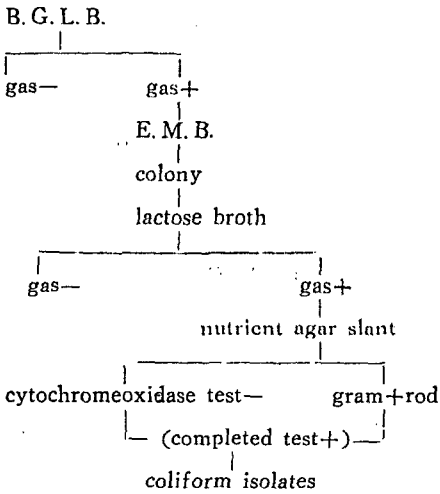 B. G. L. B.
gas— gas+
E. M. B.
colony
lactose broth
gas— gas+
nutrient agar slant
cytochromeoxidase test— gram+rod
(completed test+)
coliform isolates